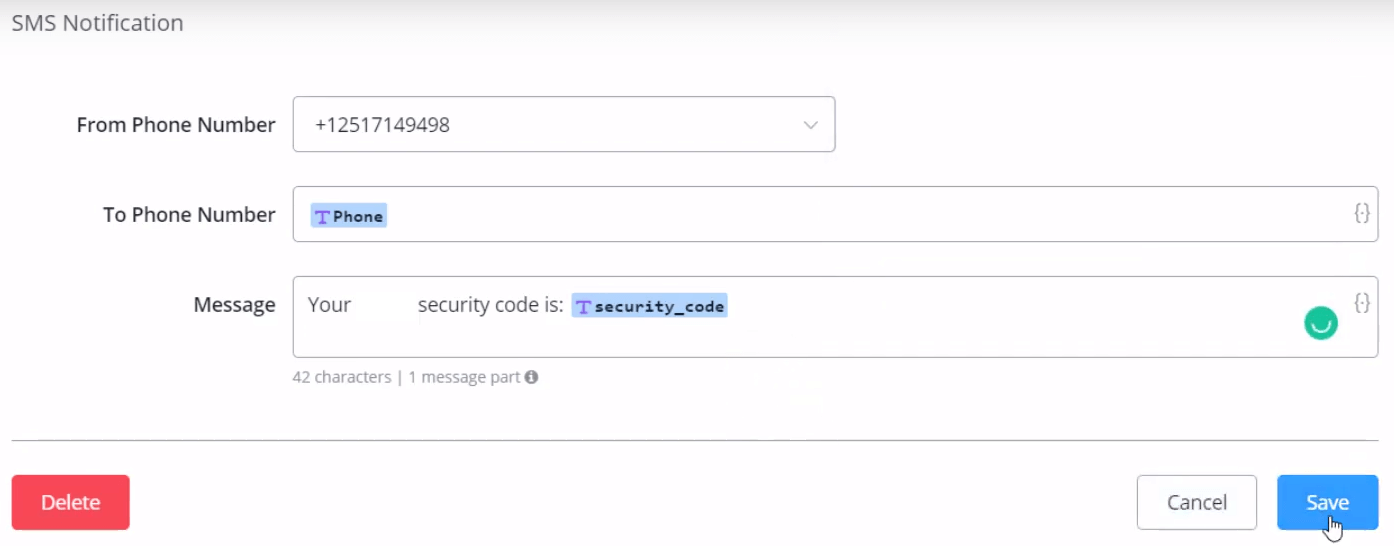 SMS Notification
From Phone Number +12517149498
To Phone Number Phone
Message Your security code is: security_code
42 characters | 1 message part
Delete Cancel Save